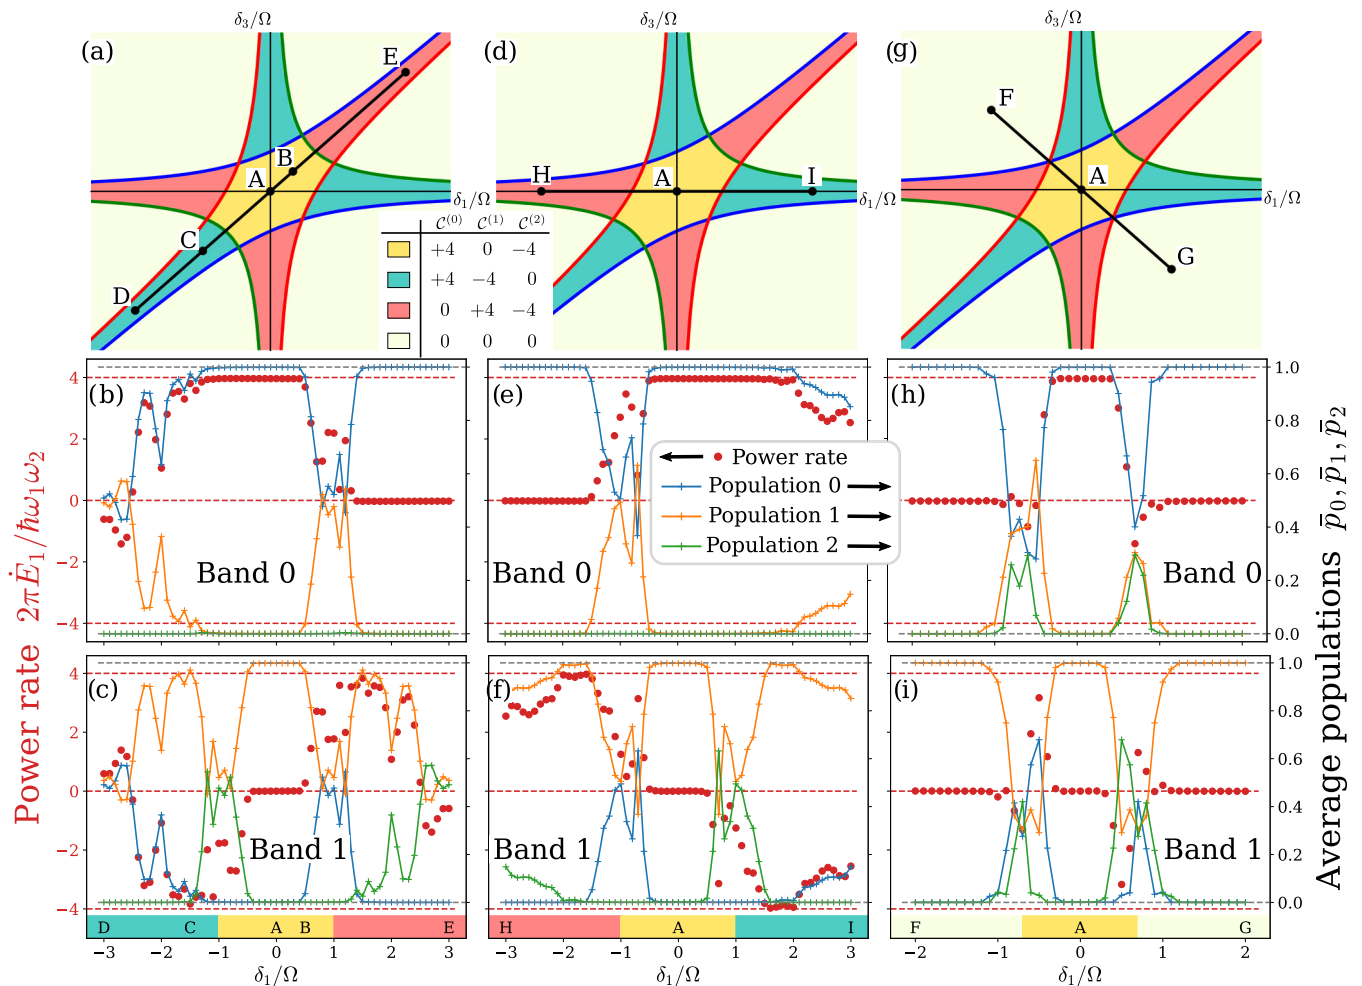 (a) δ₃/Ω E B A C D δ₁/Ω
(d) δ₃/Ω H A I δ₁/Ω
(g) δ₃/Ω F A G δ₁/Ω
𝒞⁽⁰⁾ 𝒞⁽¹⁾ 𝒞⁽²⁾
+4 0 −4
+4 −4 0
0 +4 −4
0 0 0
Power rate 2πĖ₁/ħω₁ω₂
(b) 4 2 0 −2 −4 Band 0
(e) Band 0
(h) Band 0 1.0 0.8 0.6 0.4 0.2 0.0
Power rate
Population 0
Population 1
Population 2
(c) 4 2 0 −2 −4 Band 1
(f) Band 1
(i) Band 1 1.0 0.8 0.6 0.4 0.2 0.0
Average populations p̄₀, p̄₁, p̄₂
D C A B E
H A I
F A G
−3 −2 −1 0 1 2 3
−3 −2 −1 0 1 2 3
−2 −1 0 1 2
δ₁/Ω
δ₁/Ω
δ₁/Ω